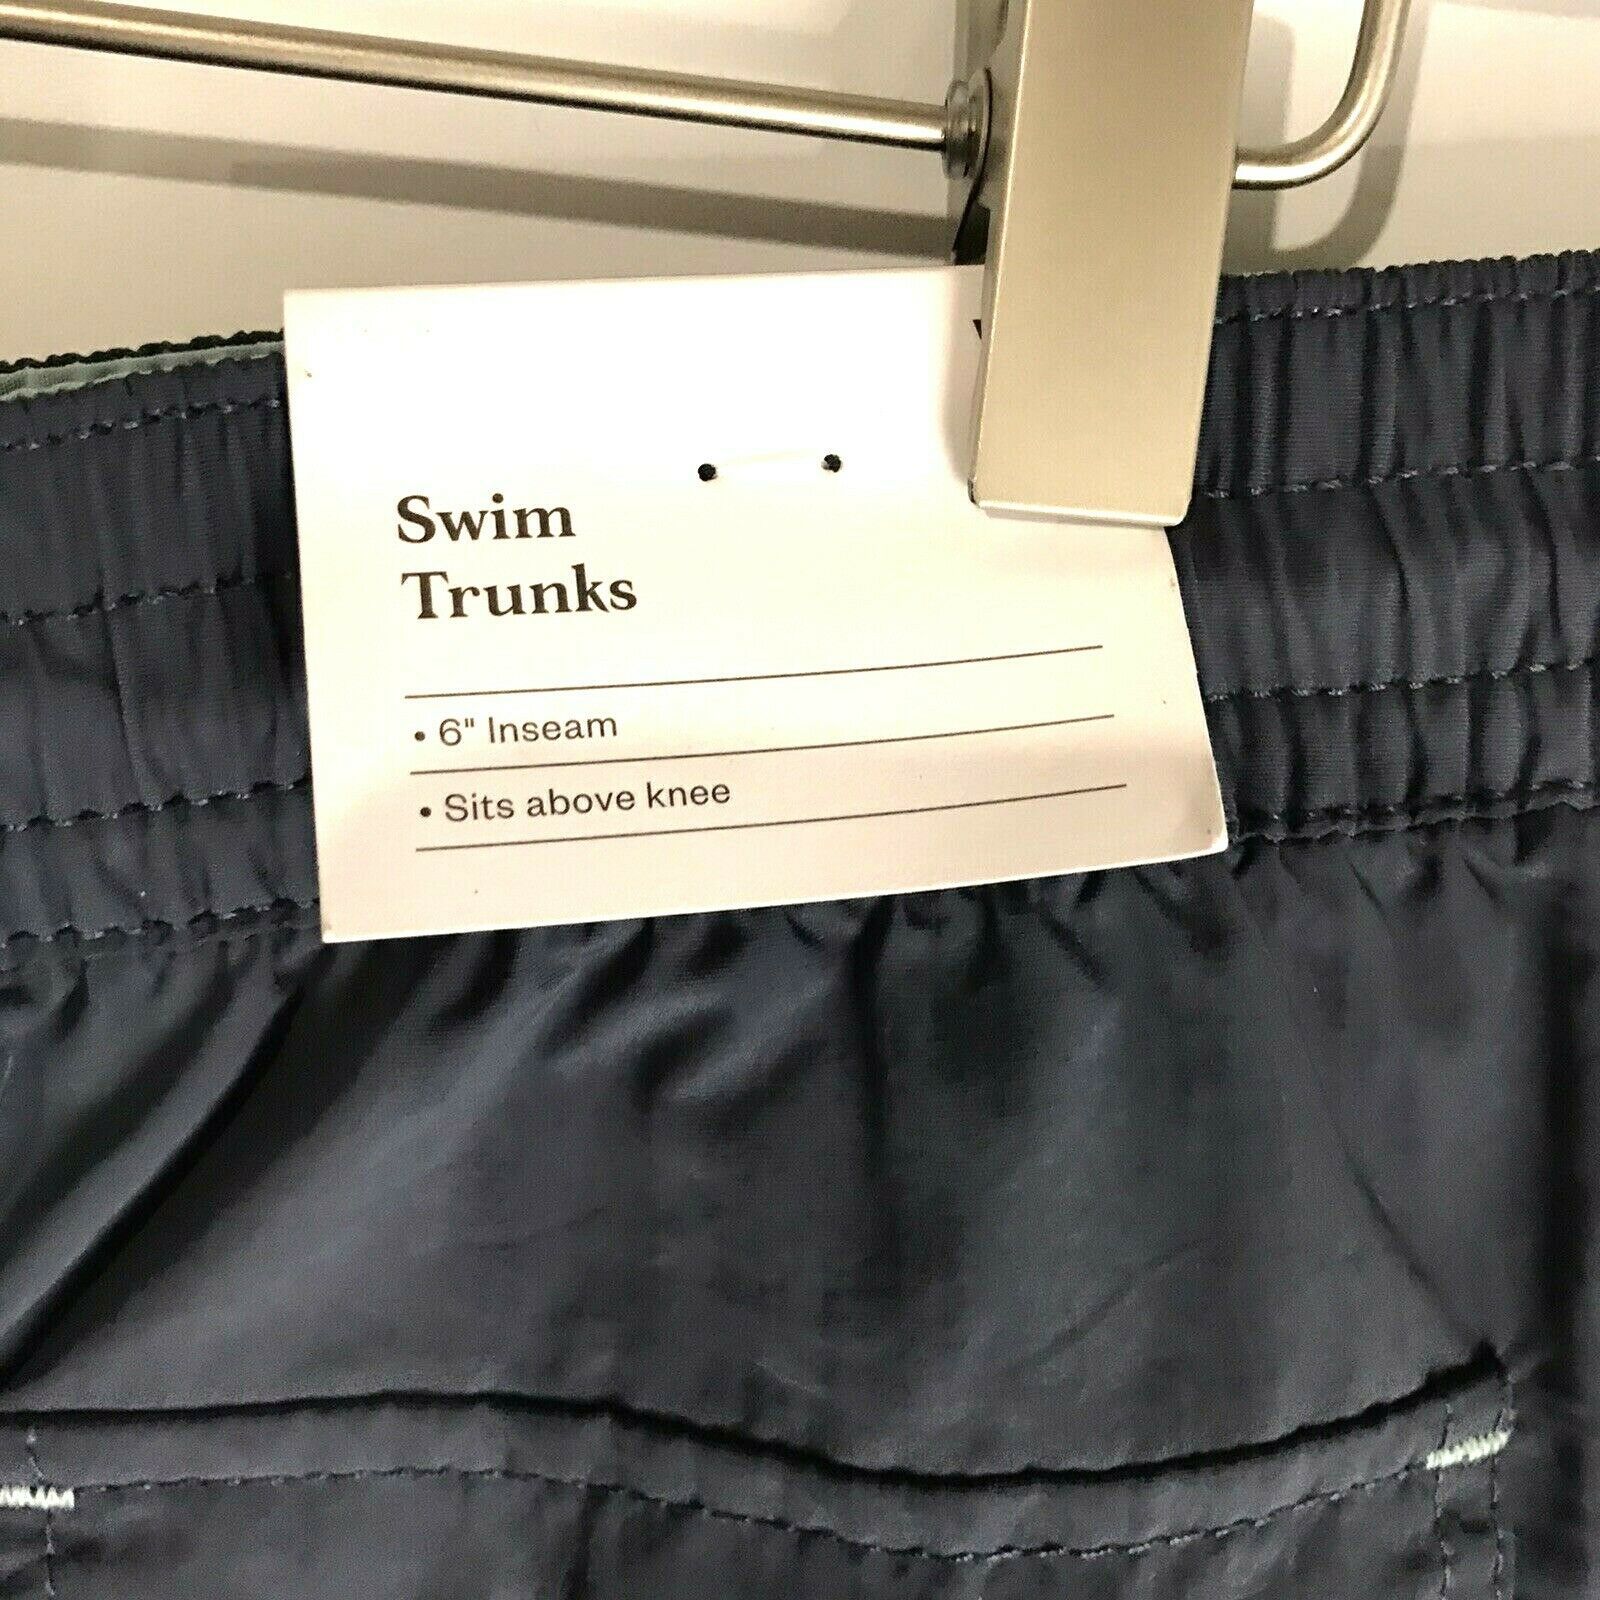 Swim
Trunks
• 6" Inseam
• Sits above knee